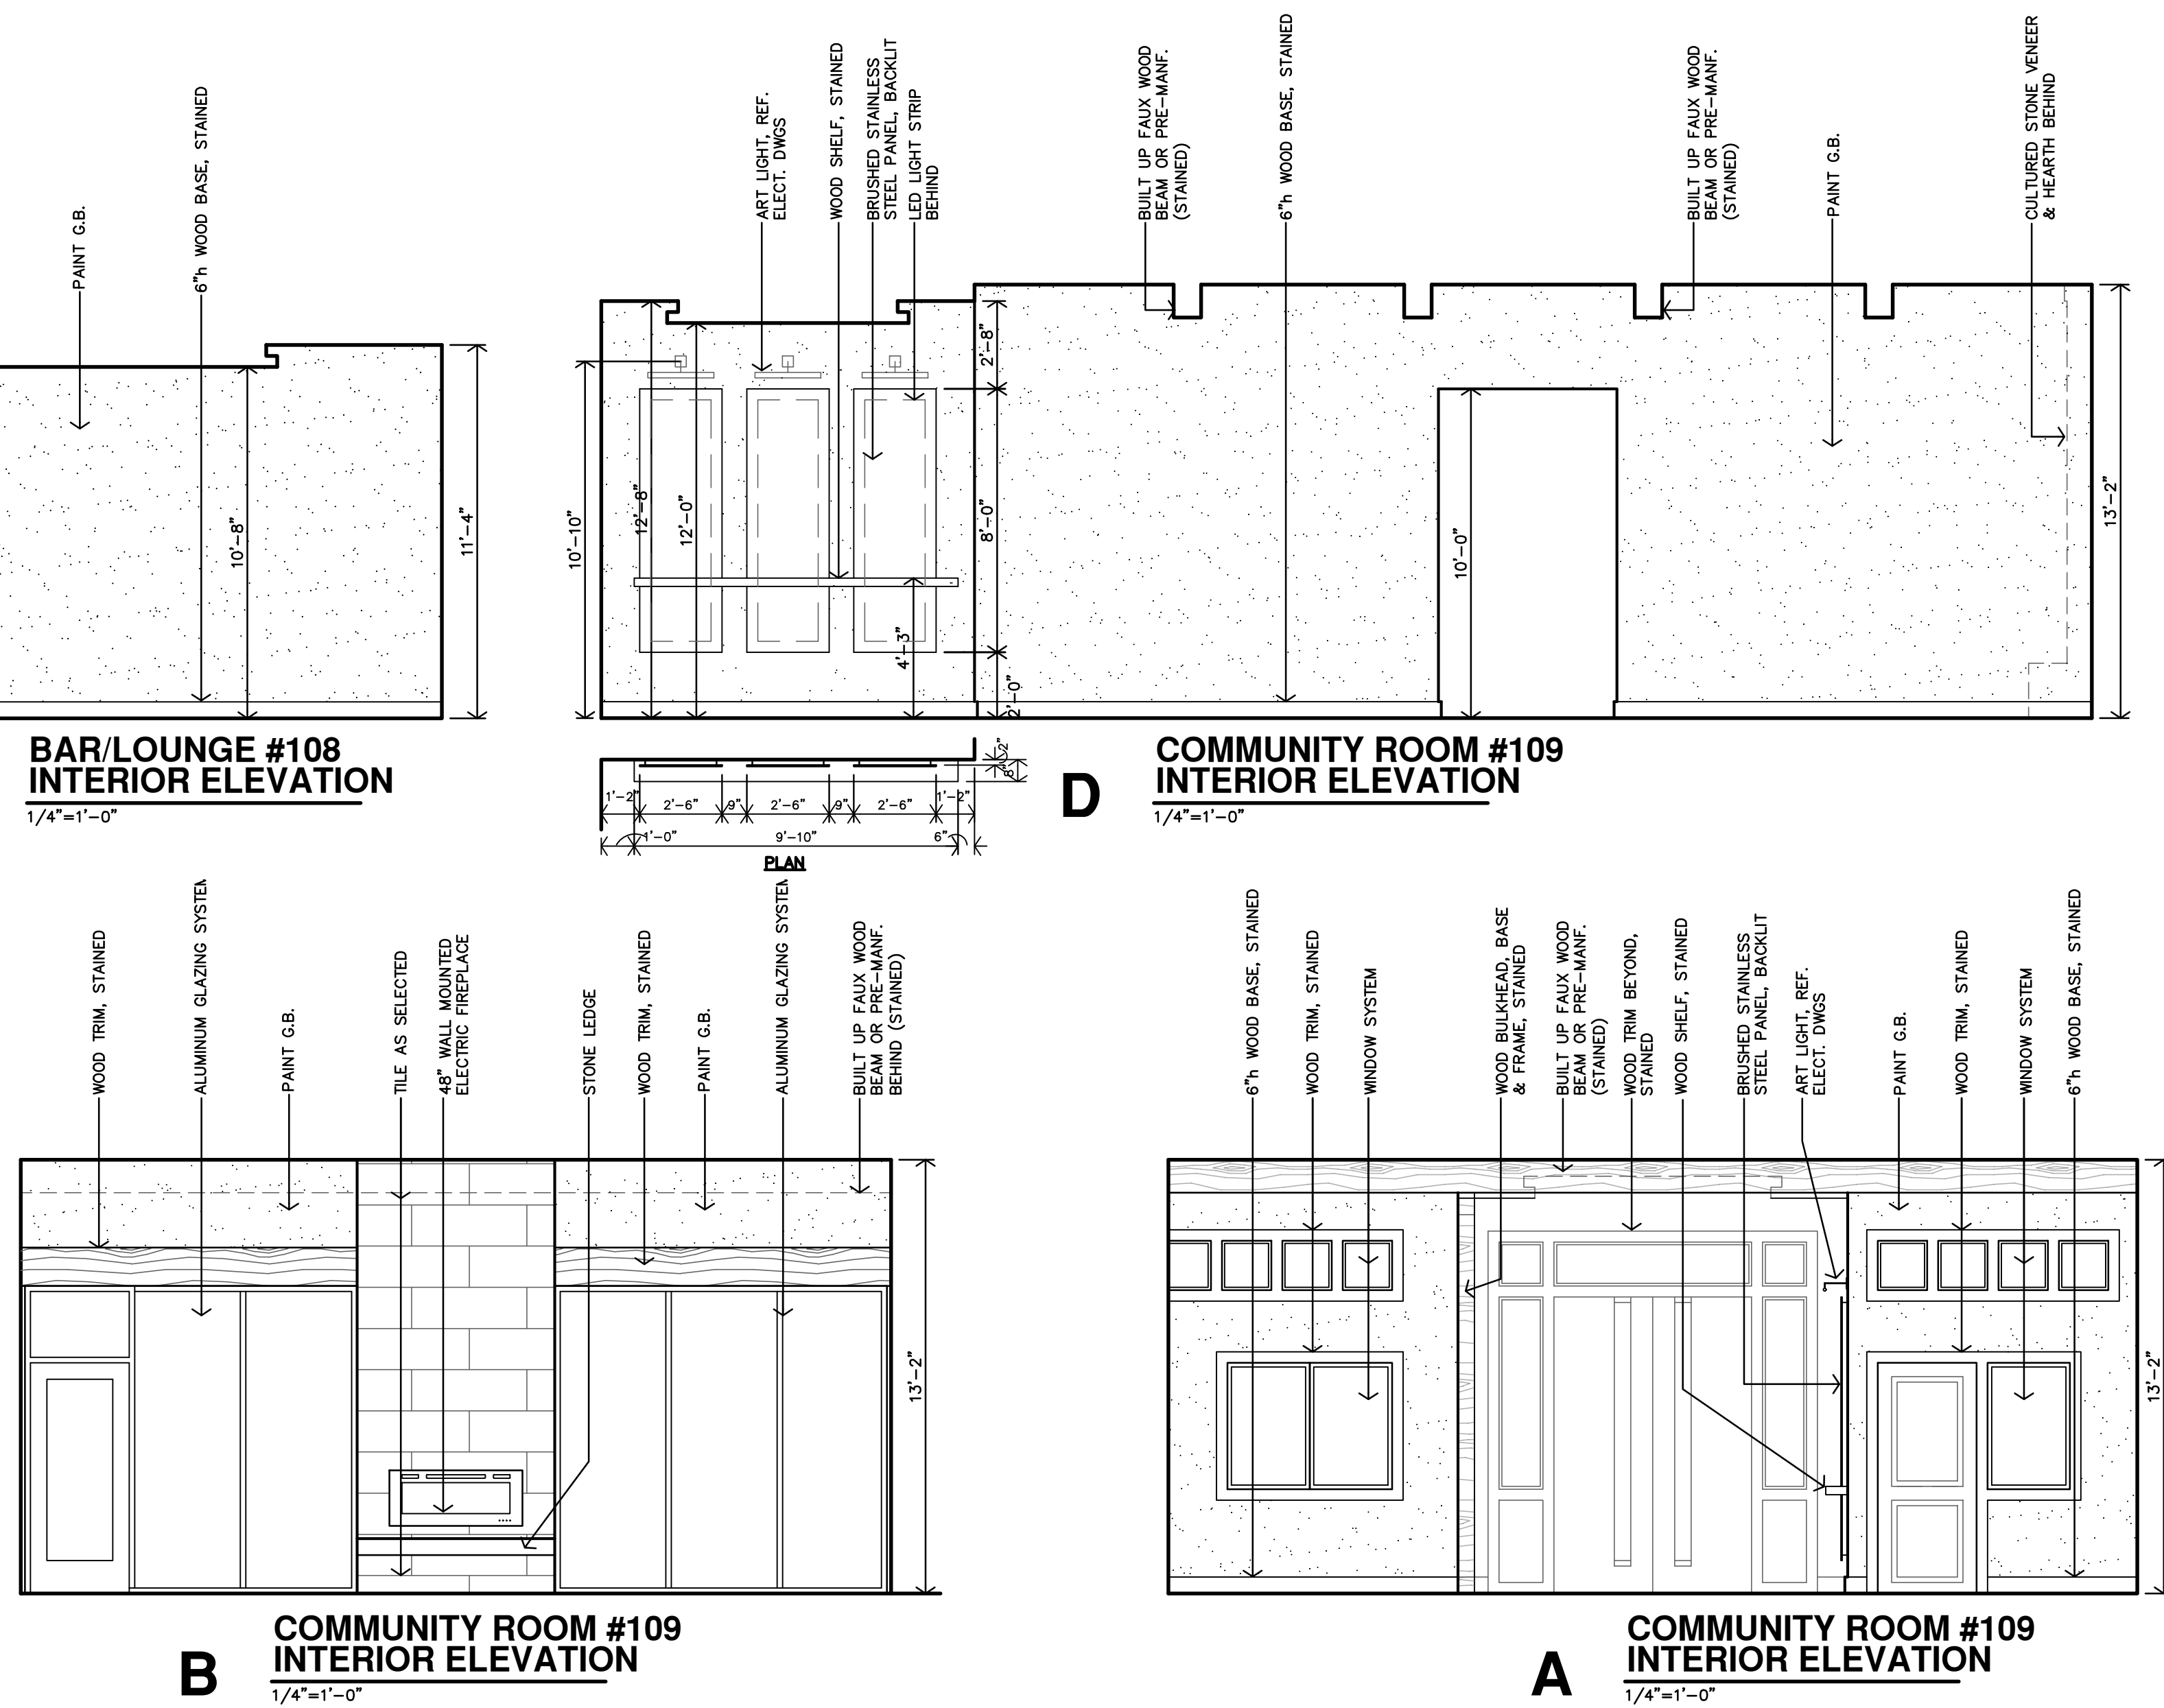 PAINT G.B.
6"h WOOD BASE, STAINED
10'-8"
11'-4"
BAR/LOUNGE #108
INTERIOR ELEVATION
1/4"=1'-0"
ART LIGHT, REF.
ELECT. DWGS
WOOD SHELF, STAINED
BRUSHED STAINLESS
STEEL PANEL, BACKLIT
LED LIGHT STRIP
BEHIND
BUILT UP FAUX WOOD
BEAM OR PRE-MANF.
(STAINED)
6"h WOOD BASE, STAINED
BUILT UP FAUX WOOD
BEAM OR PRE-MANF.
(STAINED)
PAINT G.B.
CULTURED STONE VENEER
& HEARTH BEHIND
10'-10"
12'-8"
12'-0"
4'-3"
2'-8"
8'-0"
2'-0"
10'-0"
13'-2"
D
COMMUNITY ROOM #109
INTERIOR ELEVATION
1/4"=1'-0"
2"
8"
1'-2"
2'-6"
9"
2'-6"
9"
2'-6"
1'-2"
1'-0"
9'-10"
6"
PLAN
WOOD TRIM, STAINED
ALUMINUM GLAZING SYSTEM
PAINT G.B.
TILE AS SELECTED
48" WALL MOUNTED
ELECTRIC FIREPLACE
STONE LEDGE
WOOD TRIM, STAINED
PAINT G.B.
ALUMINUM GLAZING SYSTEM
BUILT UP FAUX WOOD
BEAM OR PRE-MANF.
BEHIND (STAINED)
13'-2"
B
COMMUNITY ROOM #109
INTERIOR ELEVATION
1/4"=1'-0"
6"h WOOD BASE, STAINED
WOOD TRIM, STAINED
WINDOW SYSTEM
WOOD BULKHEAD, BASE
& FRAME, STAINED
BUILT UP FAUX WOOD
BEAM OR PRE-MANF.
(STAINED)
WOOD TRIM BEYOND,
STAINED
WOOD SHELF, STAINED
BRUSHED STAINLESS
STEEL PANEL, BACKLIT
ART LIGHT, REF.
ELECT. DWGS
PAINT G.B.
WOOD TRIM, STAINED
WINDOW SYSTEM
6"h WOOD BASE, STAINED
13'-2"
A
COMMUNITY ROOM #109
INTERIOR ELEVATION
1/4"=1'-0"